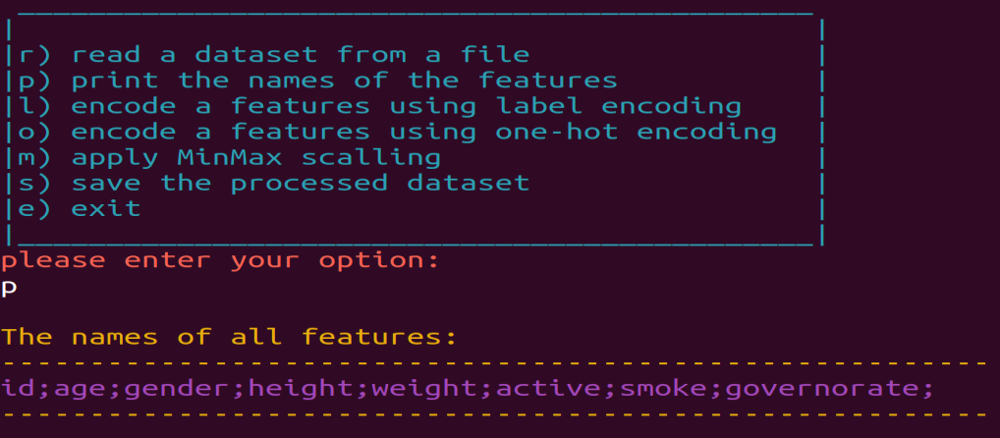 r) read a dataset from a file
p) print the names of the features
l) encode a features using label encoding
o) encode a features using one-hot encoding
m) apply MinMax scalling
s) save the processed dataset
e) exit
please enter your option:
p
The names of all features:
id;age;gender;height;weight;active;smoke;governorate;